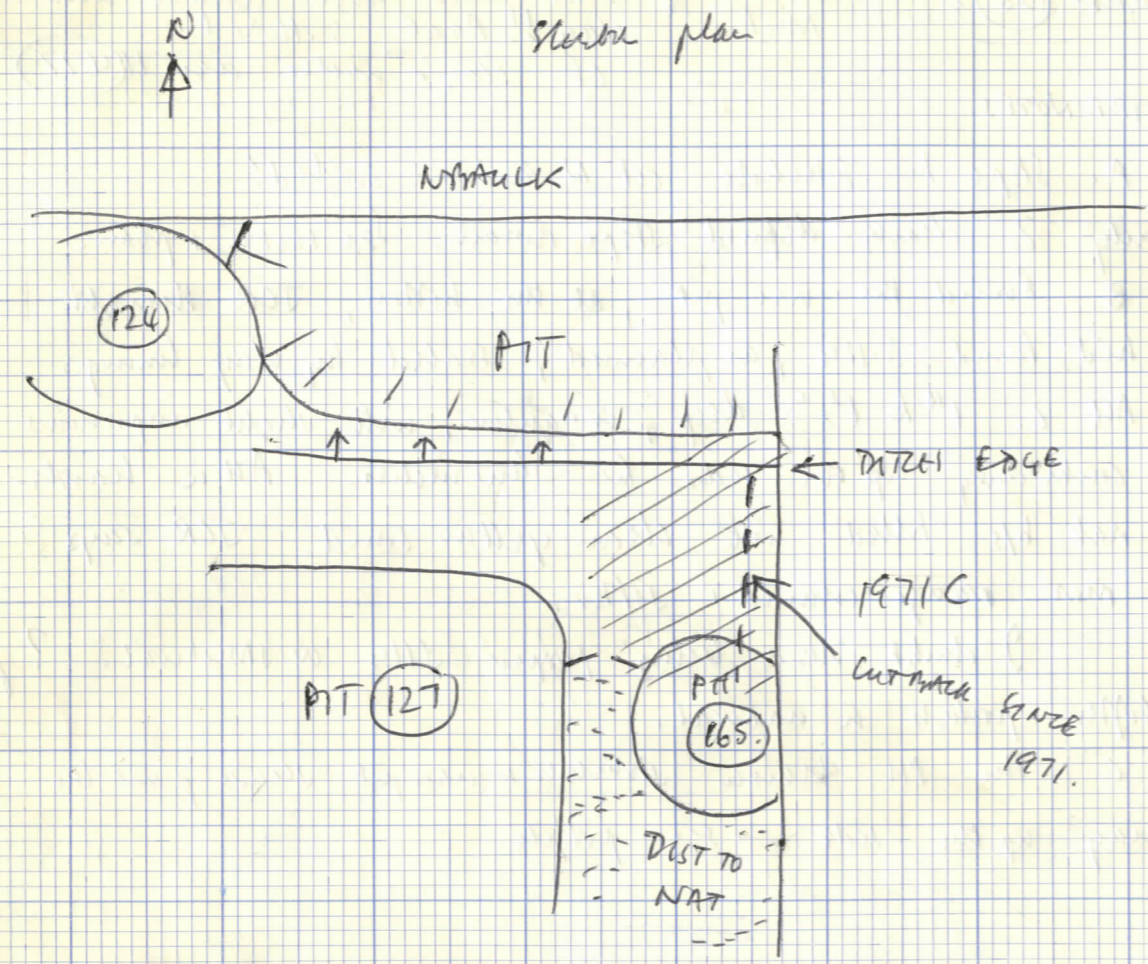 N
Sketch plan
N BAULK
124
PIT
DITCH EDGE
1971 C
CUT BACK SINCE
1971.
PIT 127
PIT
165.
DIST TO
NAT